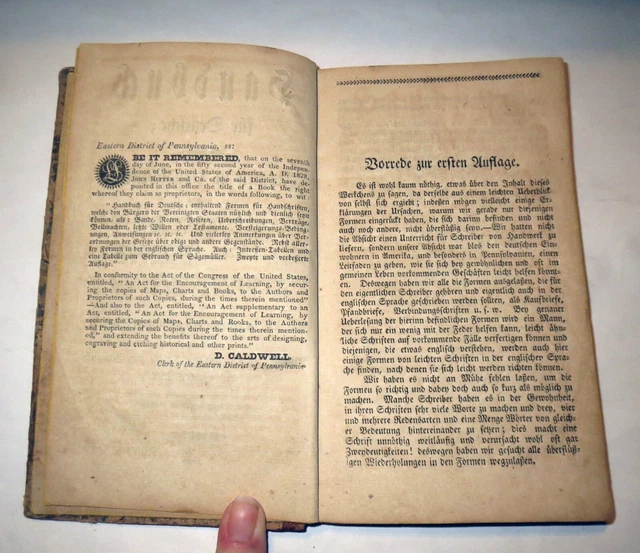 Eastern District of Pennsylvania, ss:
BE IT REMEMBERED, that on the seventh
day of June, in the fifty second year of the Indepen-
dence of the United States of America, A. D. 1828,
JOHN RITTER and Co. of the said District, have de-
posited in this office the title of a Book the right
whereof they claim as proprietors, in the words following, to wit:
"Handbuch für Deutsche; enthaltend Formen für Handschriften,
welche den Bürgern der Vereinigten Staaten nützlich und dienlich seyn
können, als: Bande, Noten, Resieten, Ueberschreibungen, Verträge,
Vollmachten, letzte Willen oder Testamente, Versteigerungs-Beding-
ungen, Anweisungen &c. &c. Und vielerley Anmerkungen über Ver-
ordnungen der Gesetze über obige und andere Gegenstände. Nebst aller-
ley Formen in der englischen Sprache. Auch: Intressen-Tabellen und
eine Tabelle zum Gebrauch für Sägemüller. Zweyte und verbesserte
Auflage."
In conformity to the Act of the Congress of the United States,
entitled, "An Act for the Encouragement of Learning, by secur-
ing the copies of Maps, Charts and Books, to the Authors and
Proprietors of such Copies, during the times therein mentioned"
—And also to the Act, entitled, "An Act supplementary to an
Act, entitled, "An Act for the Encouragement of Learning, by
securing the Copies of Maps, Charts and Rooks, to the Authors
and Proprietors of such Copies during the times therein mention-
ed," and extending the benefits thereof to the arts of designing,
engraving and etching historical and other prints."
D. CALDWELL,
Clerk of the Eastern District of Pennsylvania
Vorrede zur ersten Auflage.
Es ist wohl kaum nöthig, etwas über den Inhalt dieses
Werkchens zu sagen, da derselbe aus einem leichten Ueberblik
von selbst sich ergibt; indessen mögen vielleicht einige Er-
klärungen der Ursachen, warum wir gerade nur diejenigen
Formen eingerückt haben, die sich darinn befinden und nicht
auch noch andere, nicht überflüssig seyn.—Wir hatten nicht
die Absicht einen Unterricht für Schreiber von Handwerk zu
liefern, sondern unsere Absicht war blos den deutschen Ein-
wohnern in Amerika, und besonders in Pennsylvanien, einen
Leitfaden zu geben, wie sie sich bey gewöhnlichen und oft im
gemeinen Leben vorkommenden Geschäften leicht helfen könn-
ten. Deswegen haben wir alle die Formen ausgelassen, die für
den eigentlichen Schreiber gehören und eigentlich auch in der
englischen Sprache geschrieben werden sollten, als Kaufbriefe,
Pfandbriefe, Verbindungsschriften u. s. w. Bey genauer
Ueberlesung der hierinn befindlichen Formen wird ein Mann,
der sich nur ein wenig mit der Feder helfen kann, leicht ähn-
liche Schriften auf vorkommende Fälle verfertigen können und
diejenigen, die etwas englisch verstehen, werden auch hier
einige Formen von leichten Schriften in der englischer Spra-
che finden, nach denen sie sich leicht werden richten können.
Wir haben es nicht an Mühe fehlen lassen, um die
Formen so richtig und dabey doch auch so kurz als möglich zu
machen. Manche Schreiber haben es in der Gewohnheit,
in ihren Schriften sehr viele Worte zu machen und drey, vier
und mehrere Redensarten und eine Menge Wörter von gleich-
er Bedeutung hintereinander zu setzen; dies macht eine
Schrift unnöthig weitläufig und verursacht wohl oft gar
Zweydeutigkeiten! deswegen haben wir gesucht alle überflüß-
sigen Wiederholungen in den Formen wegzulaßen.